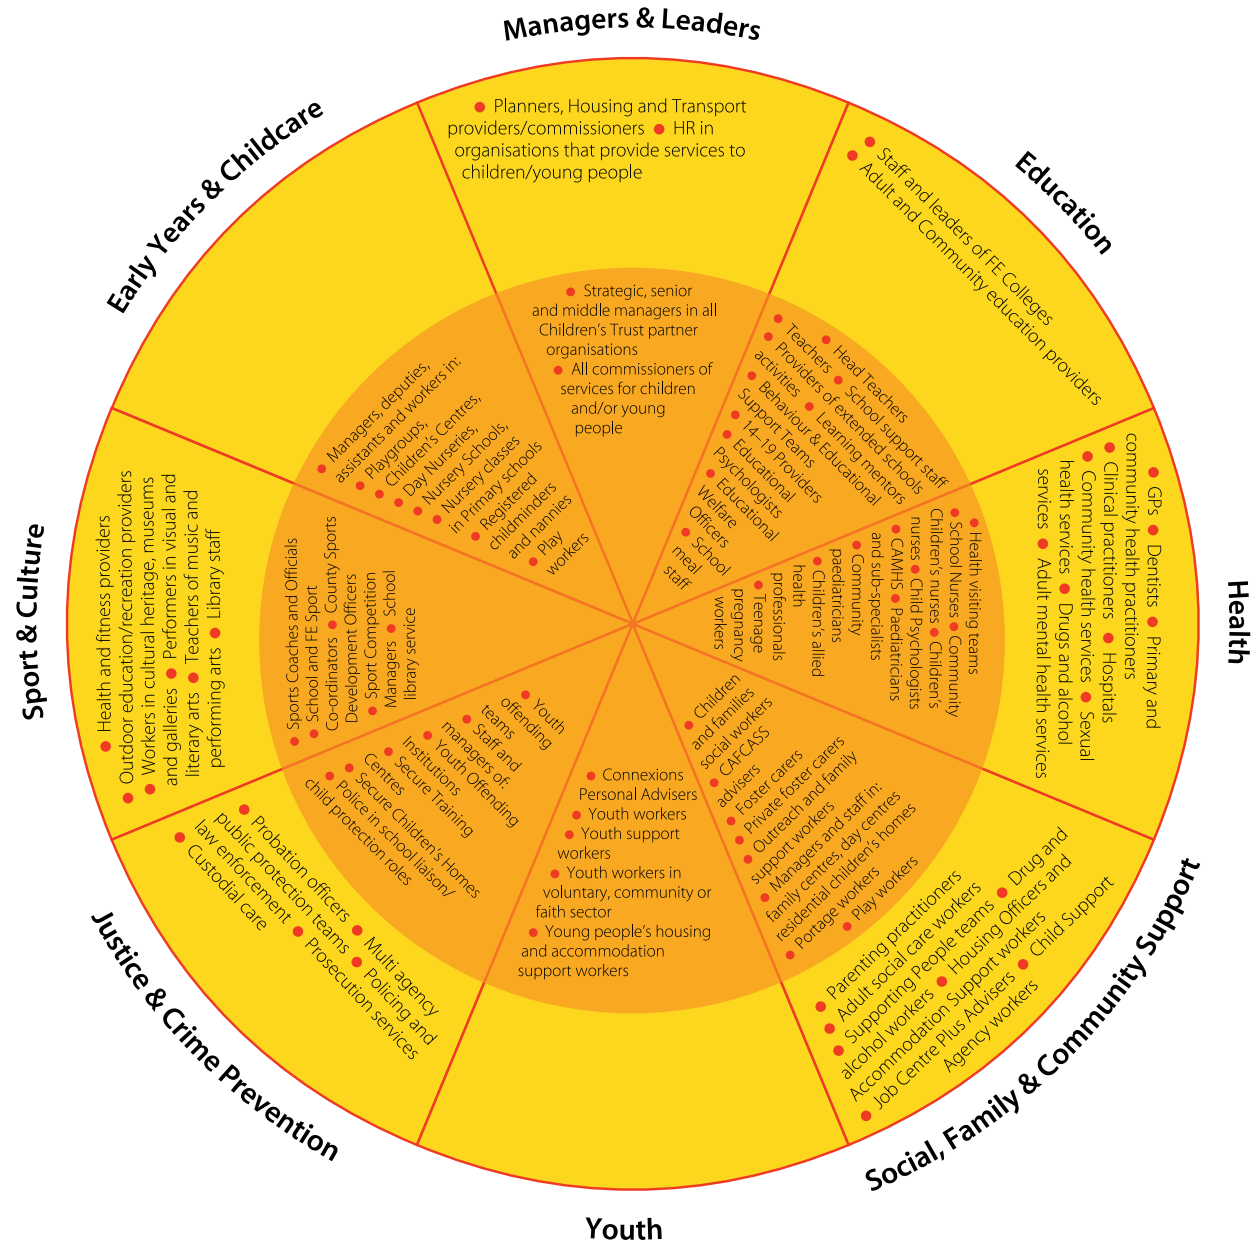 Managers & Leaders
● Planners, Housing and Transport
providers/commissioners ● HR in
organisations that provide services to
children/young people
● Strategic, senior
and middle managers in all
Children's Trust partner
organisations
● All commissioners of
services for children
and/or young
people
Education
● Staff and leaders of FE Colleges
● Adult and Community education providers
● Head Teachers
● Teachers ● School support staff
● Providers of extended schools
activities ● Learning mentors
● Behaviour & Educational
Support Teams
● 14–19 Providers
● Educational
Psychologists
● Educational
Welfare
Officers
● School
meal
staff
Health
● GPs ● Dentists ● Primary and
community health practitioners
● Clinical practitioners ● Hospitals
● Community health services ● Sexual
health services ● Drugs and alcohol
services ● Adult mental health services
● Health visiting teams
● School Nurses ● Community
Children's nurses ● Children's
nurses ● Child Psychologists
● CAMHS ● Paediatricians
and sub-specialists
● Community
paediatricians
● Children's allied
health
professionals
● Teenage
pregnancy
workers
Social, Family & Community Support
● Children
and families
social workers
● CAFCASS
advisers
● Foster carers
● Private foster carers
● Outreach and family
support workers
● Managers and staff in:
family centres, day centres
residential children's homes
● Portage workers
● Play workers
● Parenting practitioners
● Adult social care workers
● Supporting People teams ● Drug and
alcohol workers ● Housing Officers and
Accommodation Support workers
● Job Centre Plus Advisers ● Child Support
Agency workers
Youth
● Connexions
Personal Advisers
● Youth workers
● Youth support
workers
● Youth workers in
voluntary, community or
faith sector
● Young people's housing
and accommodation
support workers
Justice & Crime Prevention
● Youth
offending
teams
● Staff and
managers of:
● Youth Offending
Institutions
● Secure Training
Centres
● Secure Children's Homes
● Police in school liaison/
child protection roles
● Probation officers ● Multi agency
public protection teams ● Policing and
law enforcement ● Prosecution services
● Custodial care
Sport & Culture
● Health and fitness providers
● Outdoor education/recreation providers
● Workers in cultural heritage, museums
and galleries ● Performers in visual and
literary arts ● Teachers of music and
performing arts ● Library staff
● Sports Coaches and Officials
● School and FE Sport
Co-ordinators ● County Sports
Development Officers
● Sport Competition
Managers ● School
library service
Early Years & Childcare
● Managers, deputies,
assistants and workers in:
● Playgroups,
● Children's Centres,
● Day Nurseries,
● Nursery Schools,
● Nursery classes
in Primary schools
● Registered
childminders
and nannies
● Play
workers